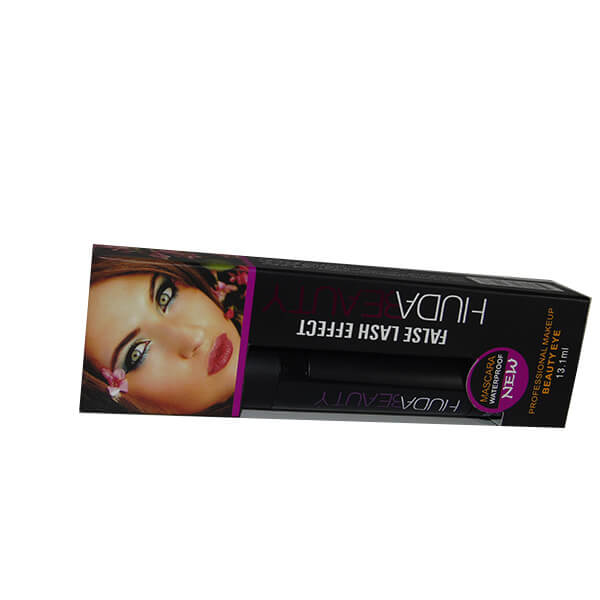 HUDABEAUTY
FALSE LASH EFFECT
HUDABEAUTY
NEW
MASCARA
WATERPROOF
PROFESSIONAL MAKEUP
BEAUTY EYE
13.1ml